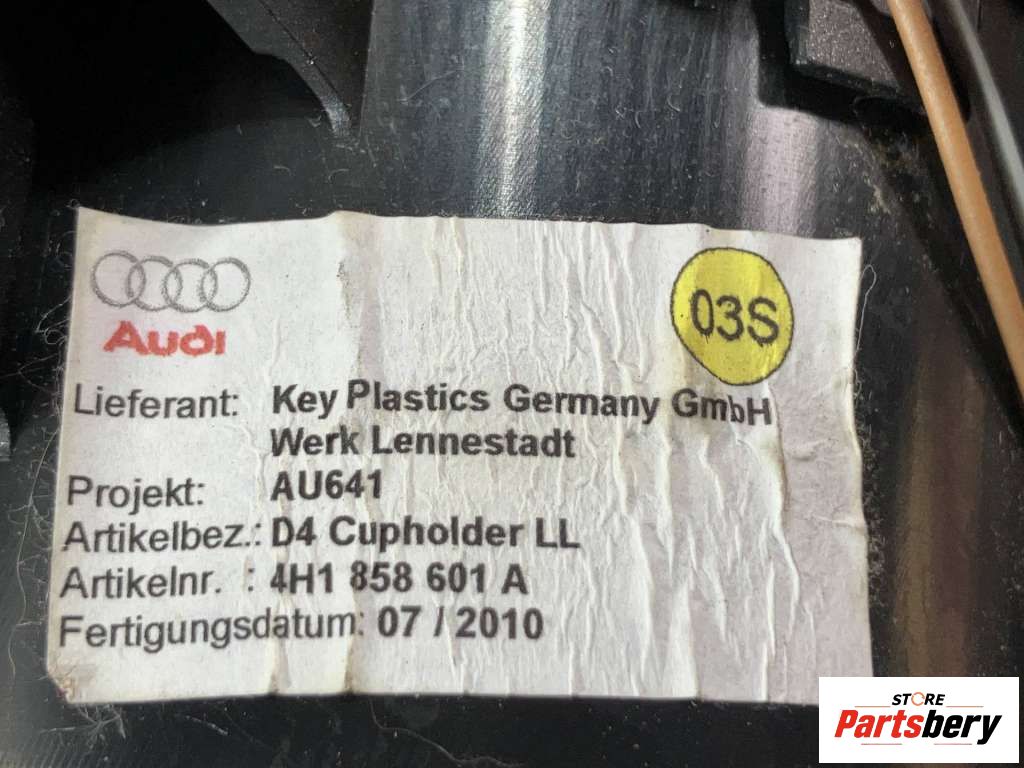 Audi
03S
Lieferant: Key Plastics Germany GmbH
Werk Lennestadt
Projekt: AU641
Artikelbez.: D4 Cupholder LL
Artikelnr. : 4H1 858 601 A
Fertigungsdatum: 07 / 2010
STORE
Partsbery